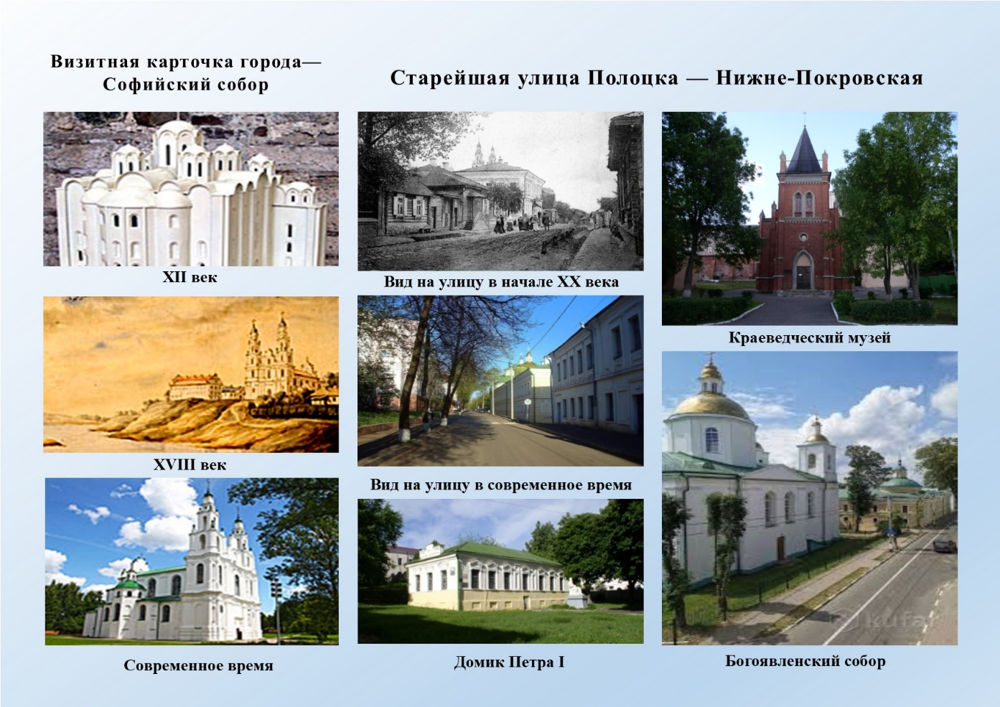 Визитная карточка города—
Софийский собор
XII век
XVIII век
Современное время
Старейшая улица Полоцка — Нижне-Покровская
Вид на улицу в начале XX века
Вид на улицу в современное время
Домик Петра I
Краеведческий музей
kufar
Богоявленский собор